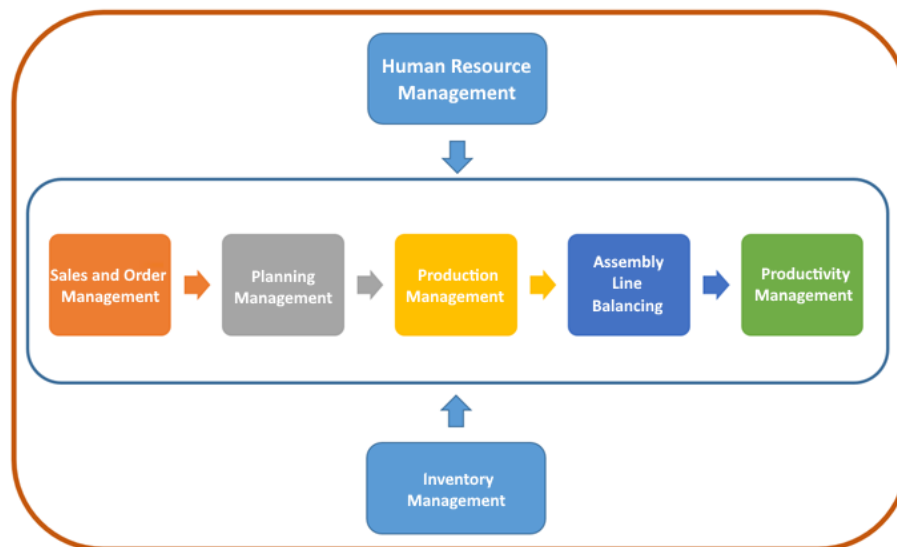 Human Resource
Management
Sales and Order
Management
Planning
Management
Production
Management
Assembly
Line
Balancing
Productivity
Management
Inventory
Management